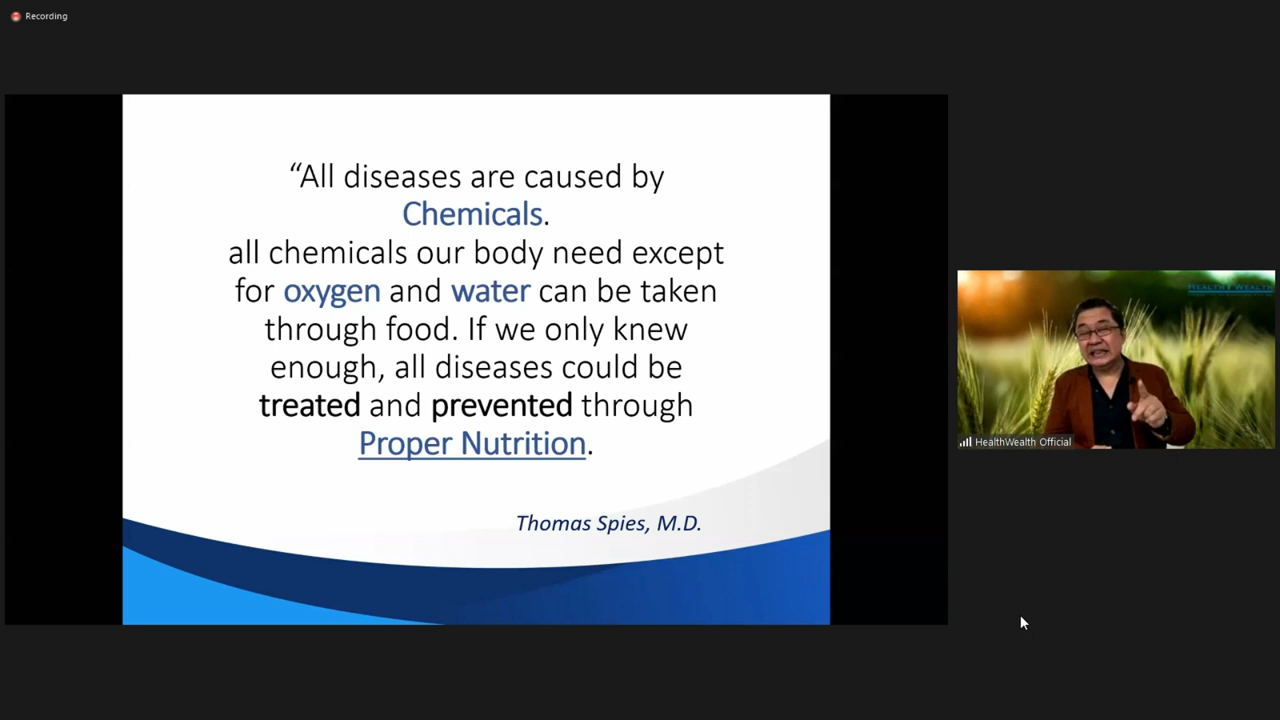 Recording
“All diseases are caused by
Chemicals.
all chemicals our body need except
for oxygen and water can be taken
through food. If we only knew
enough, all diseases could be
treated and prevented through
Proper Nutrition.
Thomas Spies, M.D.
HEALTH WEALTH
HealthWealth Official